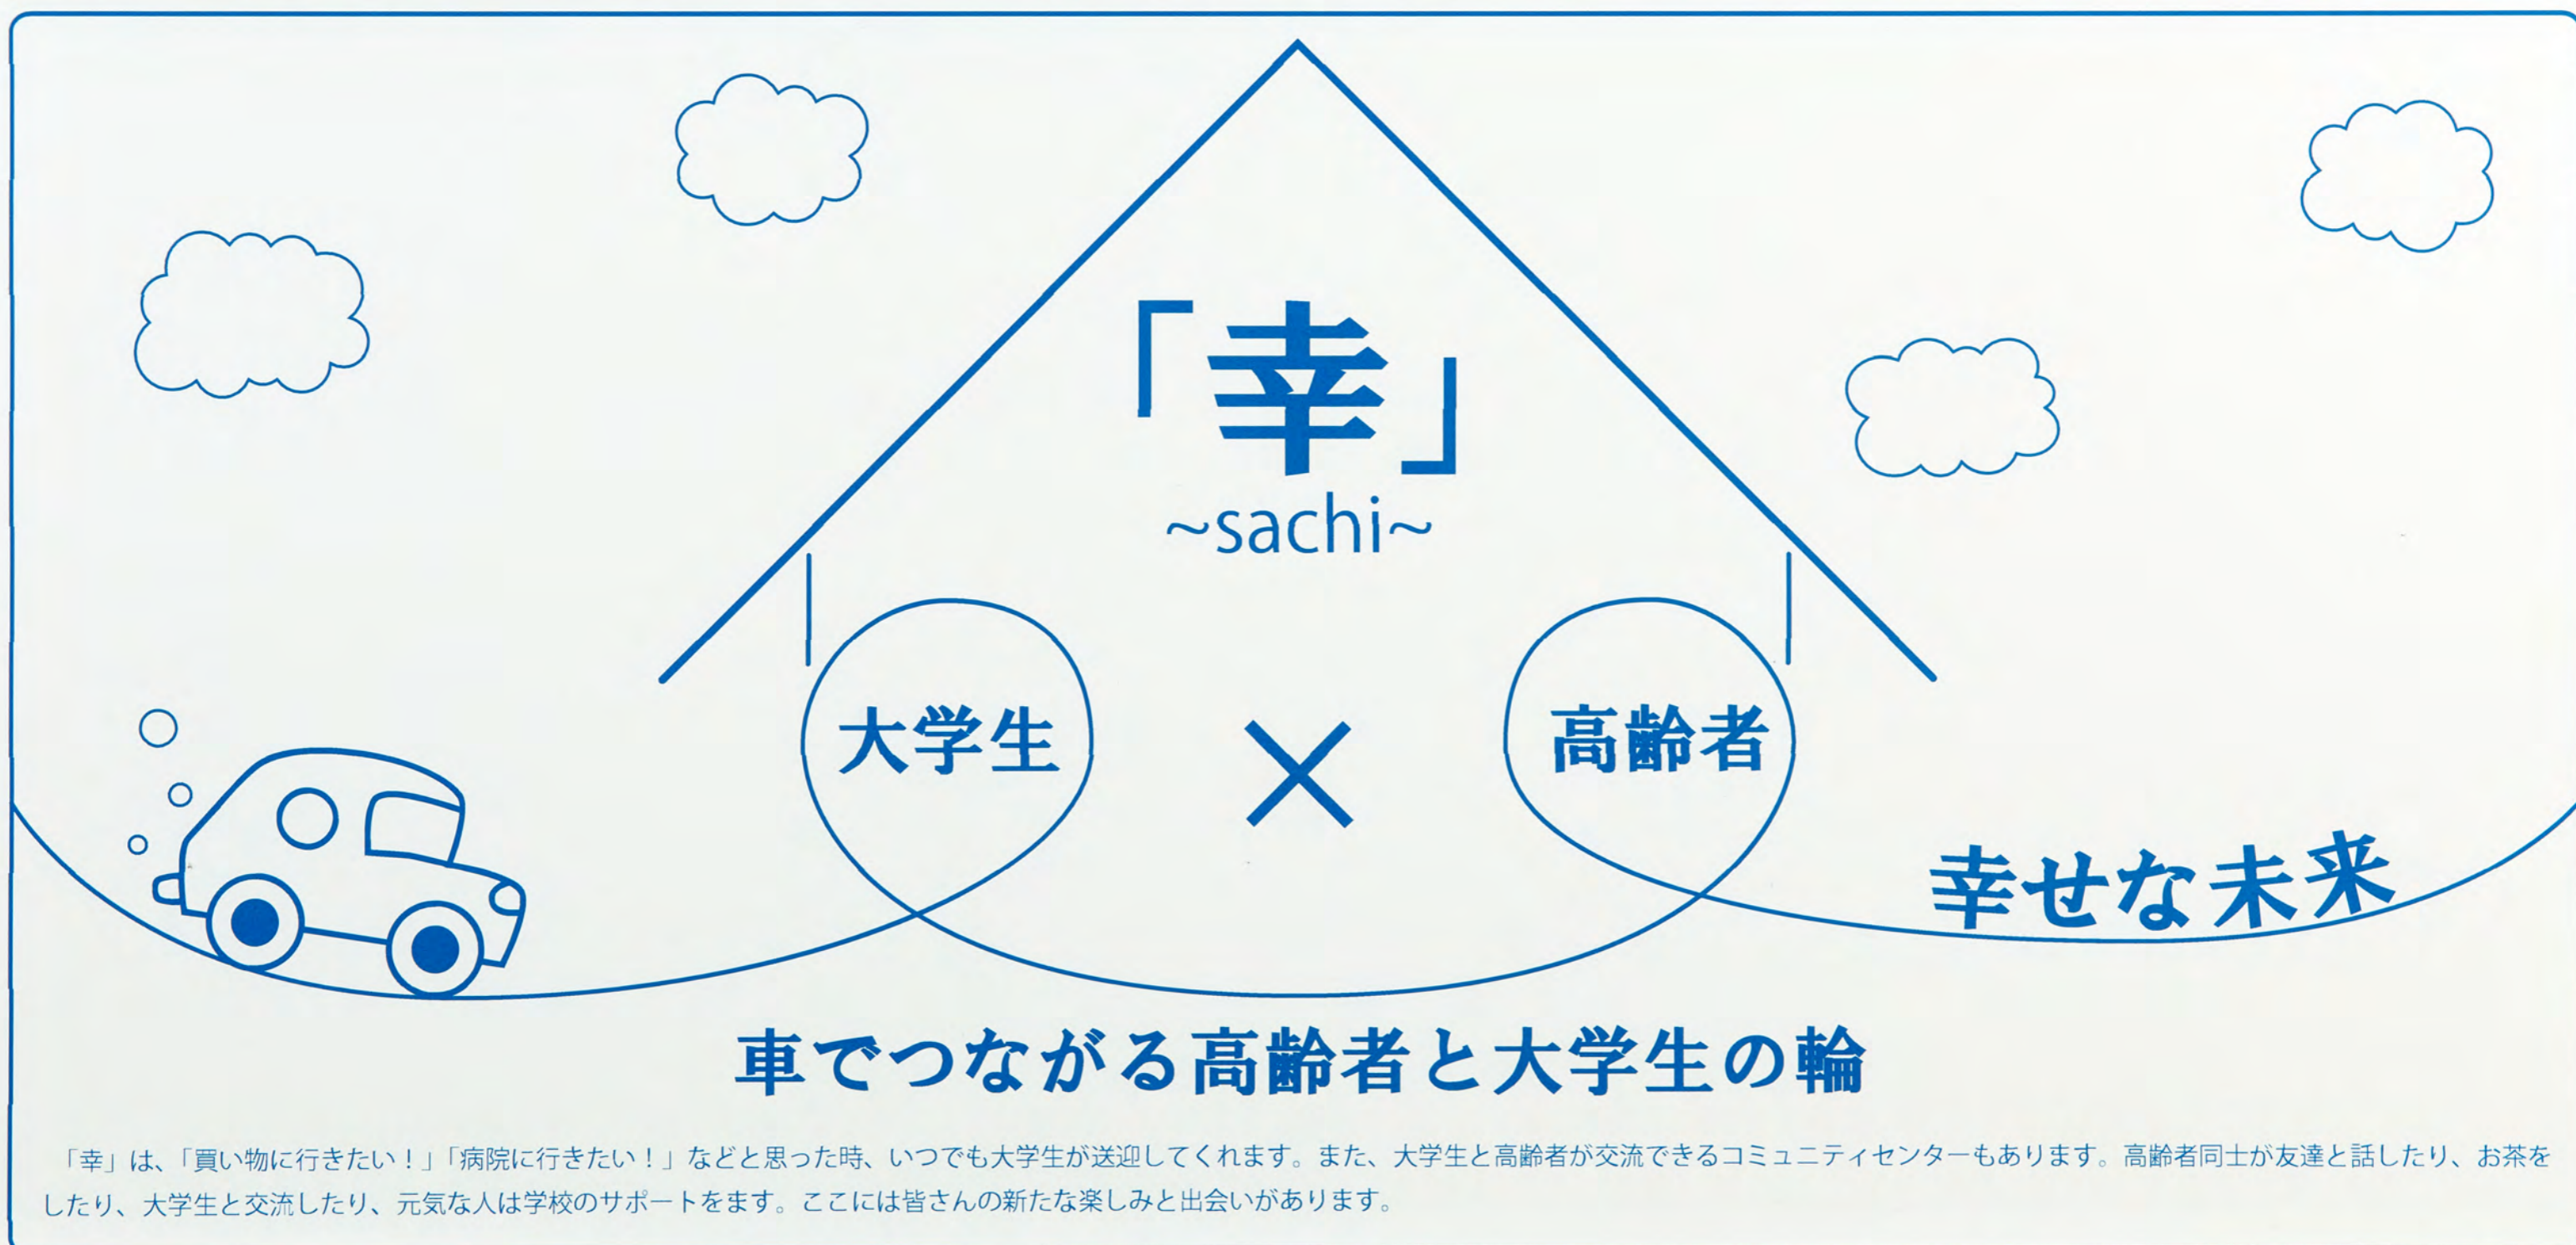 「幸」
~sachi~
大学生
×
高齢者
幸せな未来
車でつながる高齢者と大学生の輪
「幸」は、「買い物に行きたい！」「病院に行きたい！」などと思った時、いつでも大学生が送迎してくれます。また、大学生と高齢者が交流できるコミュニティセンターもあります。高齢者同士が友達と話したり、お茶を
したり、大学生と交流したり、元気な人は学校のサポートをます。ここには皆さんの新たな楽しみと出会いがあります。